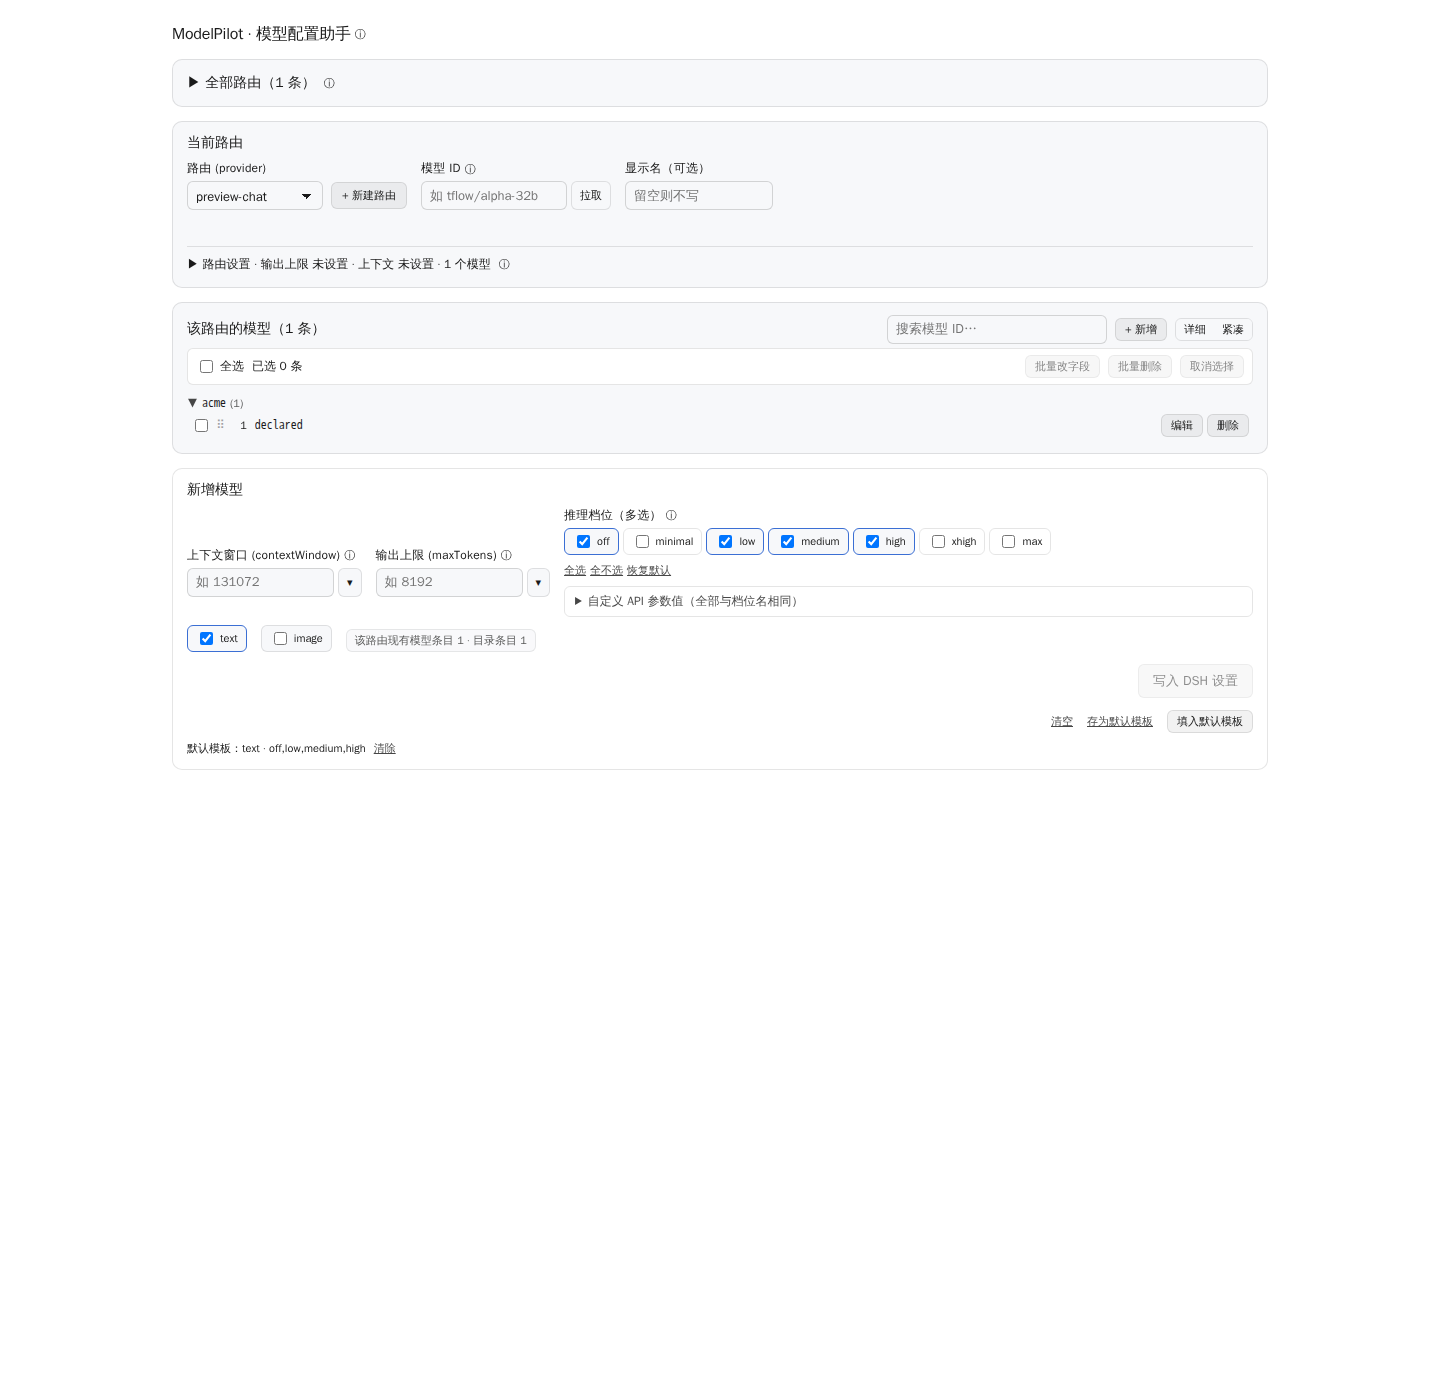 ModelPilot · 模型配置助手 ⓘ
▶ 全部路由（1 条） ⓘ
当前路由
路由 (provider)
模型 ID ⓘ
显示名（可选）
preview-chat
+ 新建路由
如 tflow/alpha-32b
拉取
留空则不写
▶ 路由设置 · 输出上限 未设置 · 上下文 未设置 · 1 个模型 ⓘ
该路由的模型（1 条）
搜索模型 ID…
+ 新增
详细
紧凑
全选 已选 0 条
批量改字段
批量删除
取消选择
▼ acme (1)
1 declared
编辑
删除
新增模型
推理档位（多选） ⓘ
off
minimal
low
medium
high
xhigh
max
上下文窗口 (contextWindow) ⓘ
输出上限 (maxTokens) ⓘ
如 131072
▾
如 8192
▾
全选 全不选 恢复默认
▶ 自定义 API 参数值（全部与档位名相同）
text
image
该路由现有模型条目 1 · 目录条目 1
写入 DSH 设置
清空
存为默认模板
填入默认模板
默认模板：text · off,low,medium,high 清除